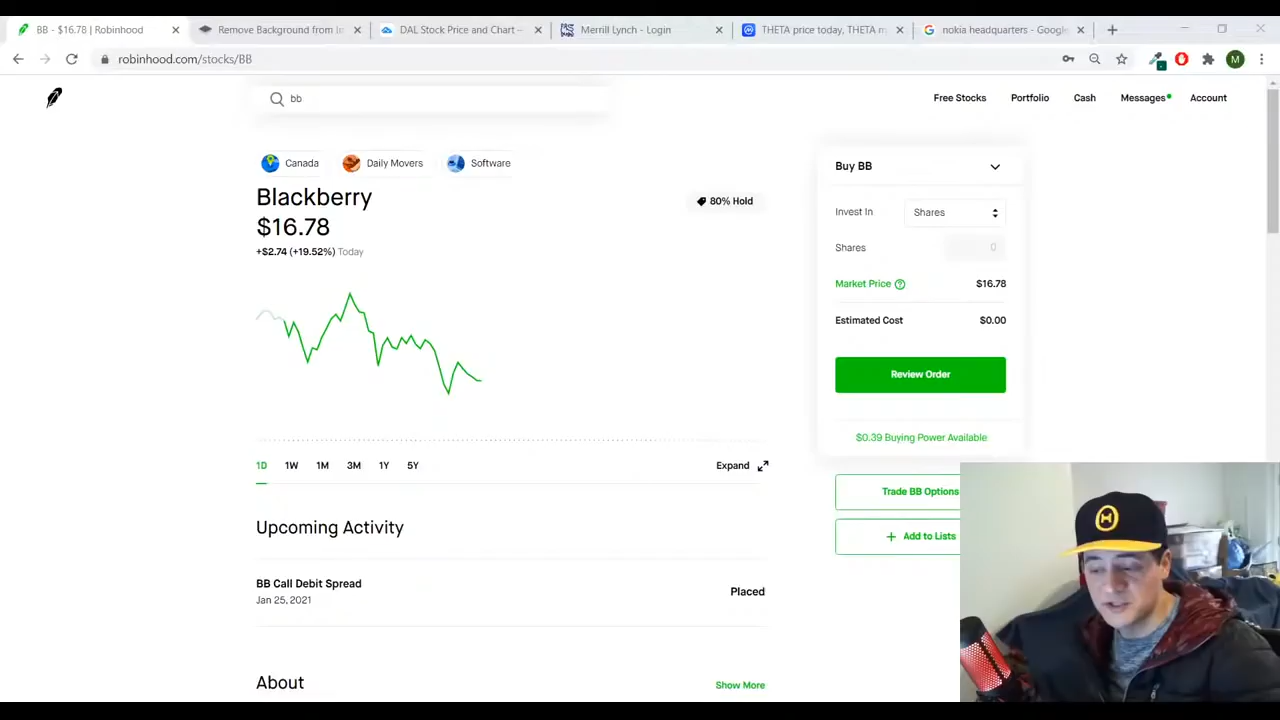 BB - $16.78 | Robinhood
Remove Background from Im
DAL Stock Price and Chart —
Merrill Lynch - Login
THETA price today, THETA m
nokia headquarters - Google
robinhood.com/stocks/BB
M
bb
Free Stocks
Portfolio
Cash
Messages
Account
Canada
Daily Movers
Software
Blackberry
$16.78
+$2.74 (+19.52%) Today
80% Hold
Buy BB
Invest In
Shares
Shares
0
Market Price
$16.78
Estimated Cost
$0.00
Review Order
$0.39 Buying Power Available
Trade BB Options
+ Add to Lists
1D
1W
1M
3M
1Y
5Y
Expand
Upcoming Activity
BB Call Debit Spread
Jan 25, 2021
Placed
About
Show More